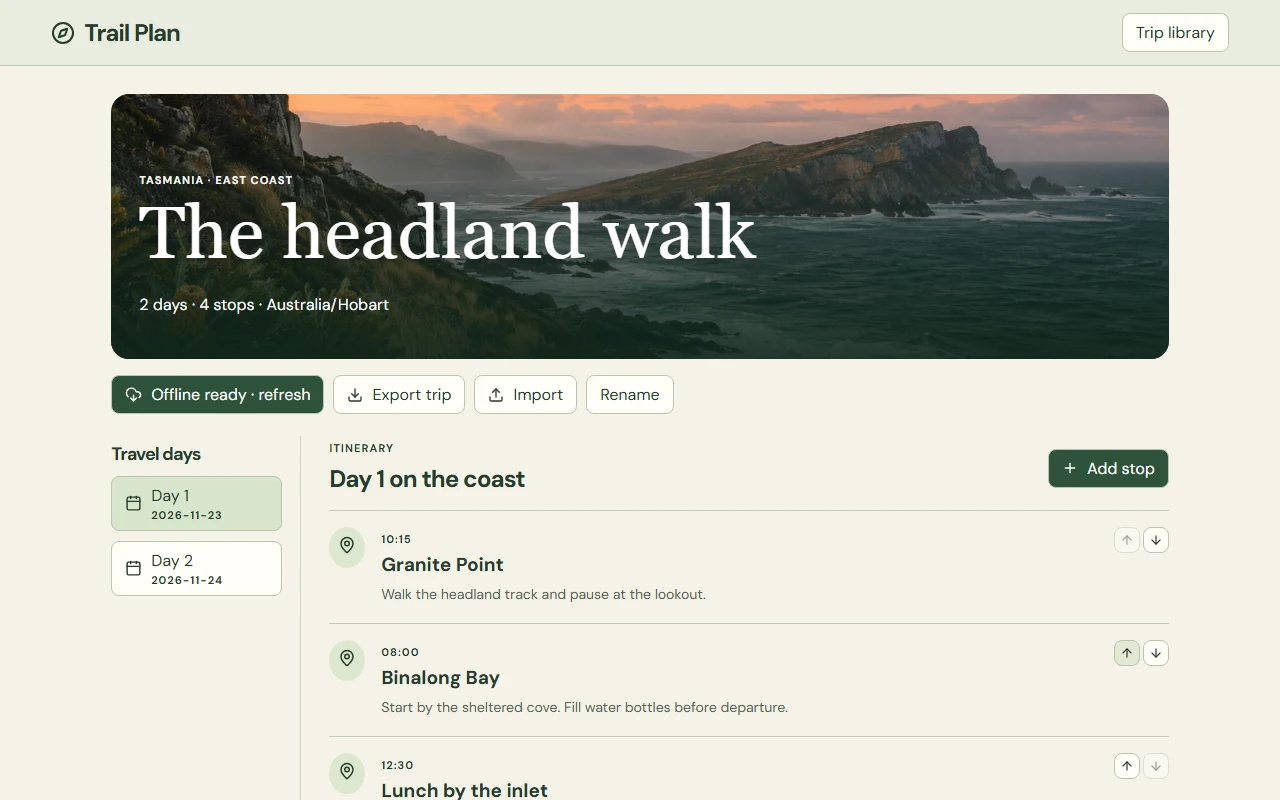 Trail Plan
Trip library
TASMANIA · EAST COAST
The headland walk
2 days · 4 stops · Australia/Hobart
Offline ready · refresh
Export trip
Import
Rename
Travel days
Day 1
2026-11-23
Day 2
2026-11-24
ITINERARY
Day 1 on the coast
Add stop
10:15
Granite Point
Walk the headland track and pause at the lookout.
08:00
Binalong Bay
Start by the sheltered cove. Fill water bottles before departure.
12:30
Lunch by the inlet